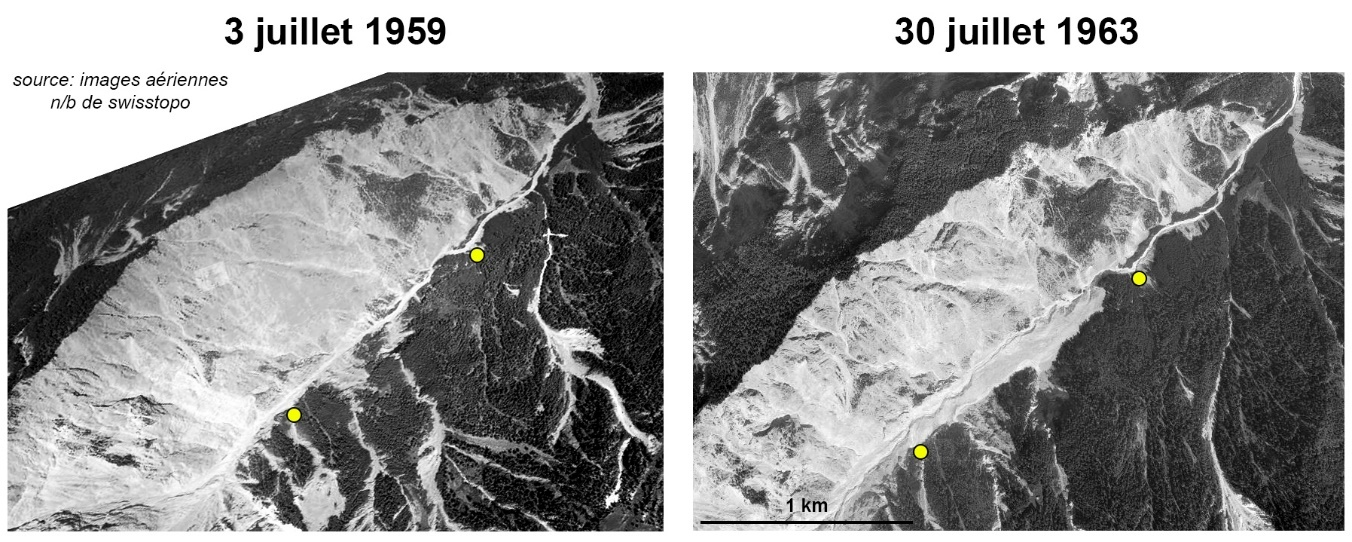 3 juillet 1959
30 juillet 1963
source: images aériennes
n/b de swisstopo
1 km